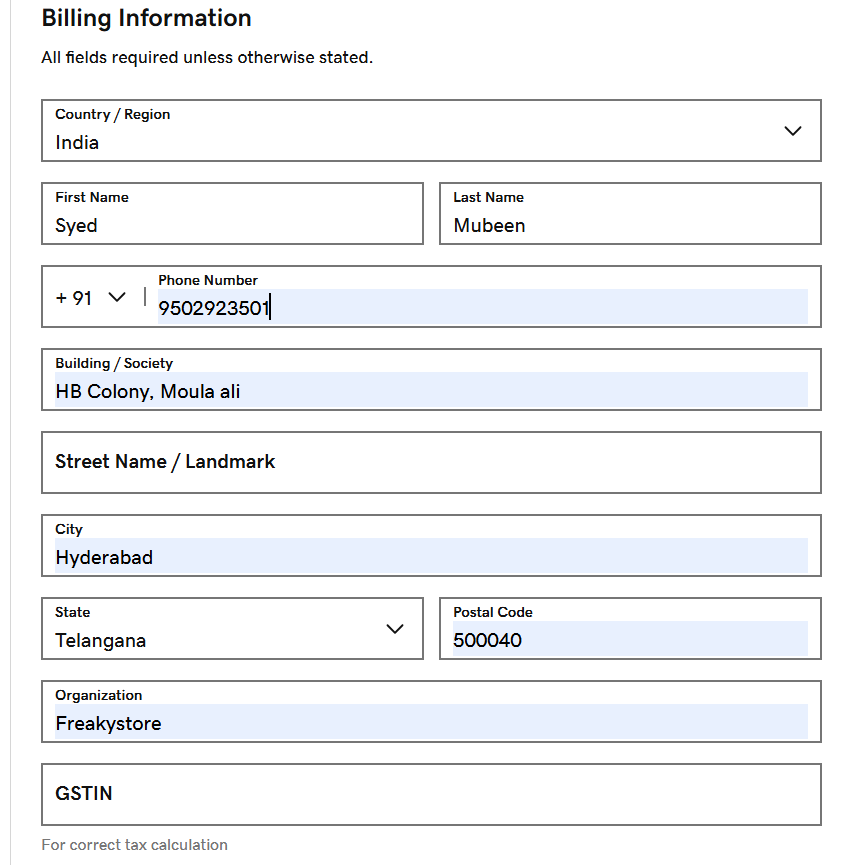 Billing Information
All fields required unless otherwise stated.
Country / Region
India
First Name
Last Name
Syed
Mubeen
Phone Number
+ 91
9502923501
Building / Society
HB Colony, Moula ali
Street Name / Landmark
City
Hyderabad
State
Postal Code
Telangana
500040
Organization
Freakystore
GSTIN
For correct tax calculation